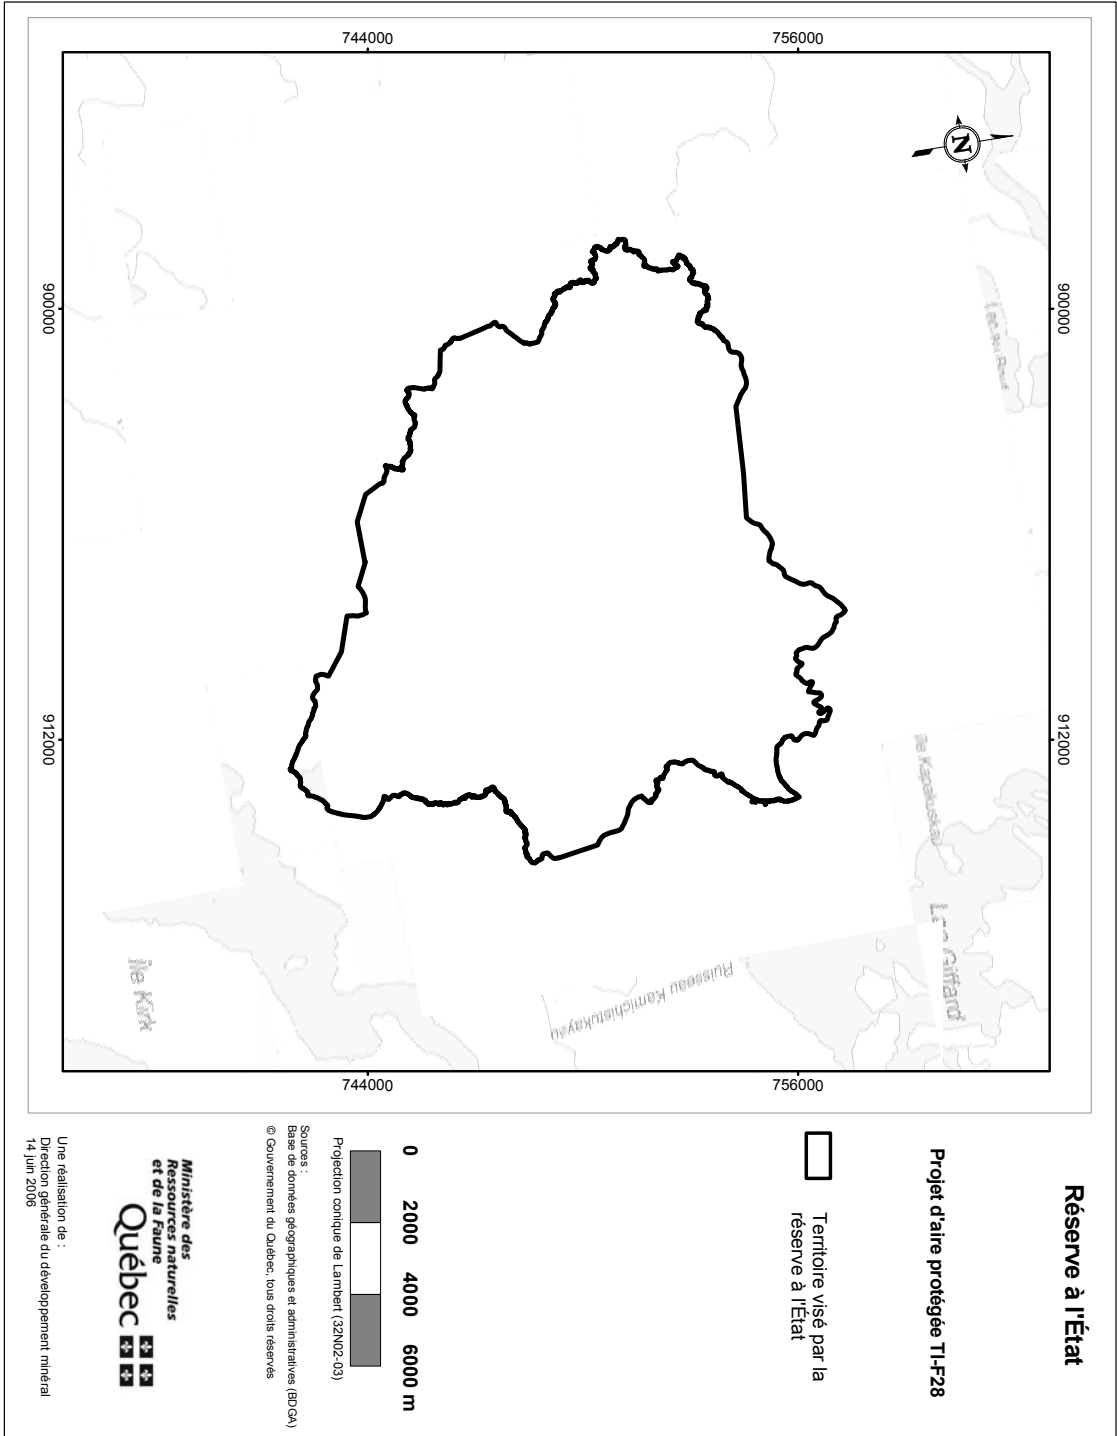 Réserve à l'État
Projet d'aire protégée TI-F28
Territoire visé par la
réserve à l'État
0 2000 4000 6000 m
Projection conique de Lambert (32N02-03)
Sources :
Base de données géographiques et administratives (BDGA)
© Gouvernement du Québec, tous droits réservés
Ministère des
Ressources naturelles
et de la Faune
Québec
Une réalisation de :
Direction générale du développement minéral
14 juin 2006
900000
912000
756000
756000
744000
744000
900000
912000
N
Île Kapakuskau
Lac Giffard
Ruisseau Kamichistukayau
Île Kirk